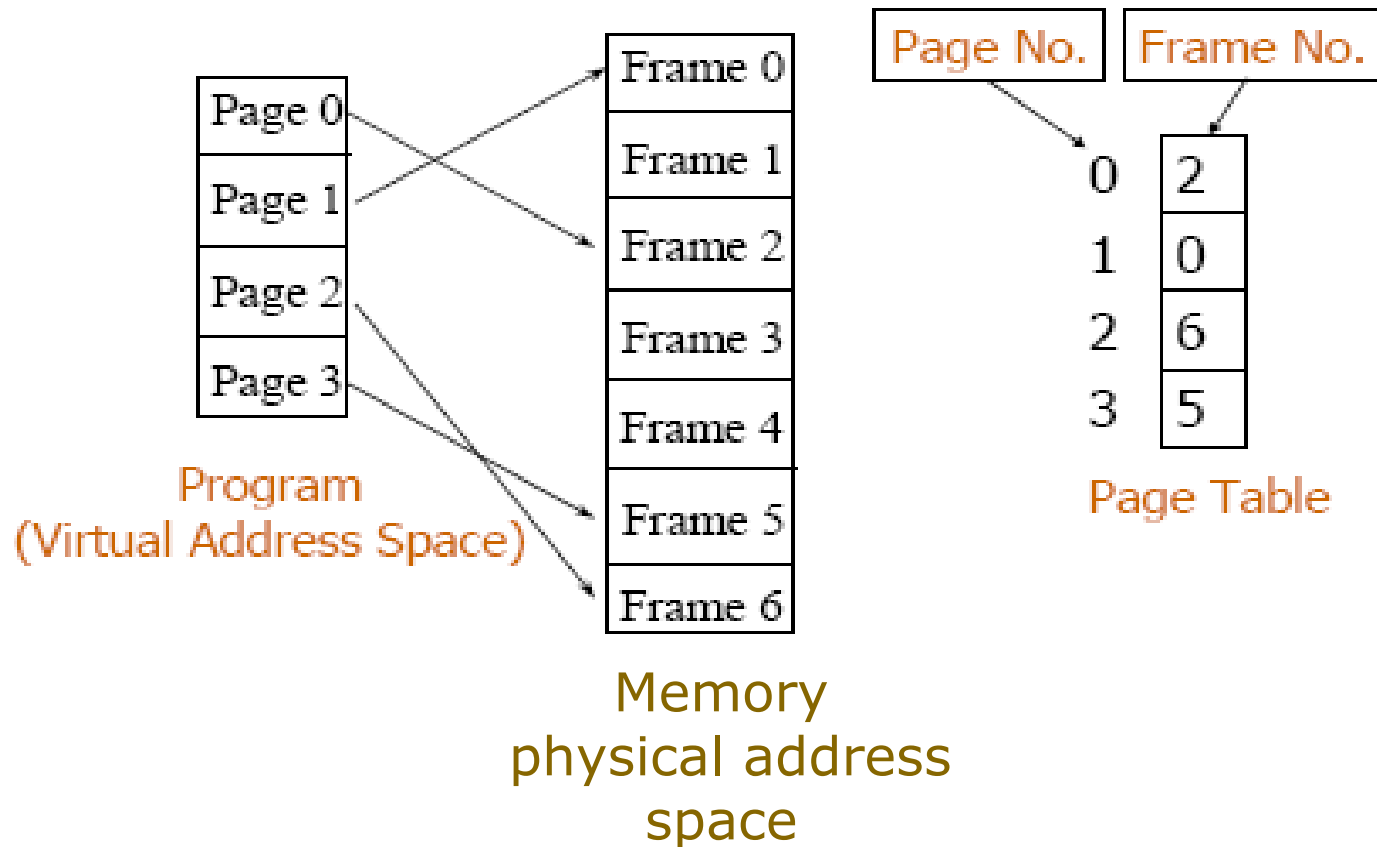 Page 0
Page 1
Page 2
Page 3
Program
(Virtual Address Space)
Frame 0
Frame 1
Frame 2
Frame 3
Frame 4
Frame 5
Frame 6
Memory
physical address
space
Page No.
Frame No.
0 2
1 0
2 6
3 5
Page Table